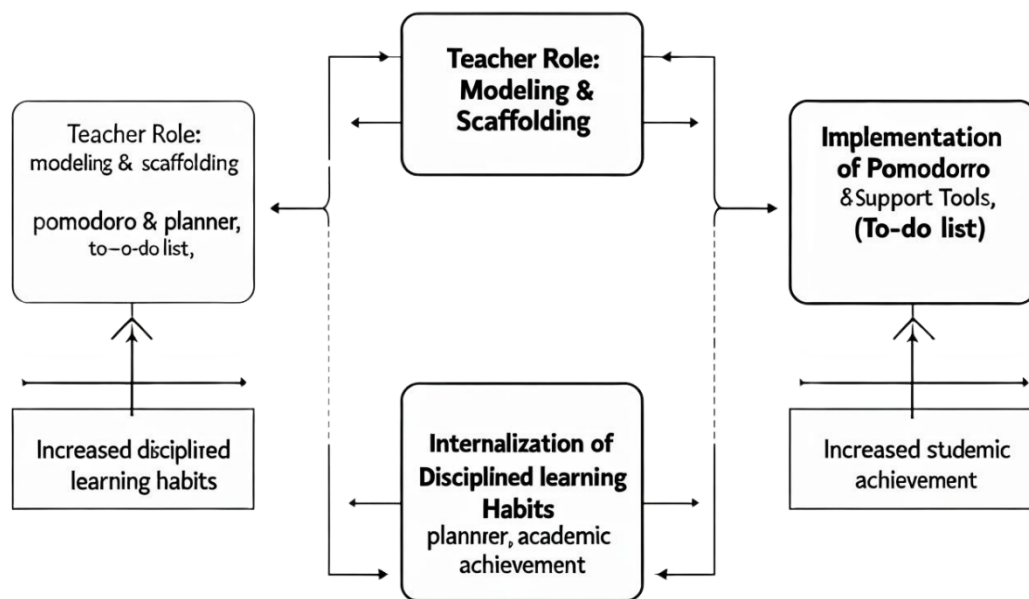 Teacher Role:
Modeling &
Scaffolding
Teacher Role:
modeling & scaffolding
pomodoro & planner,
to-o-do list,
Implementation
of Pomodorro
&Support Tools,
(To-do list)
Internalization of
Disciplined learning
Habits
plannrer, academic
achievement
Increased discipliried
learning habits
Increased studemic
achievement